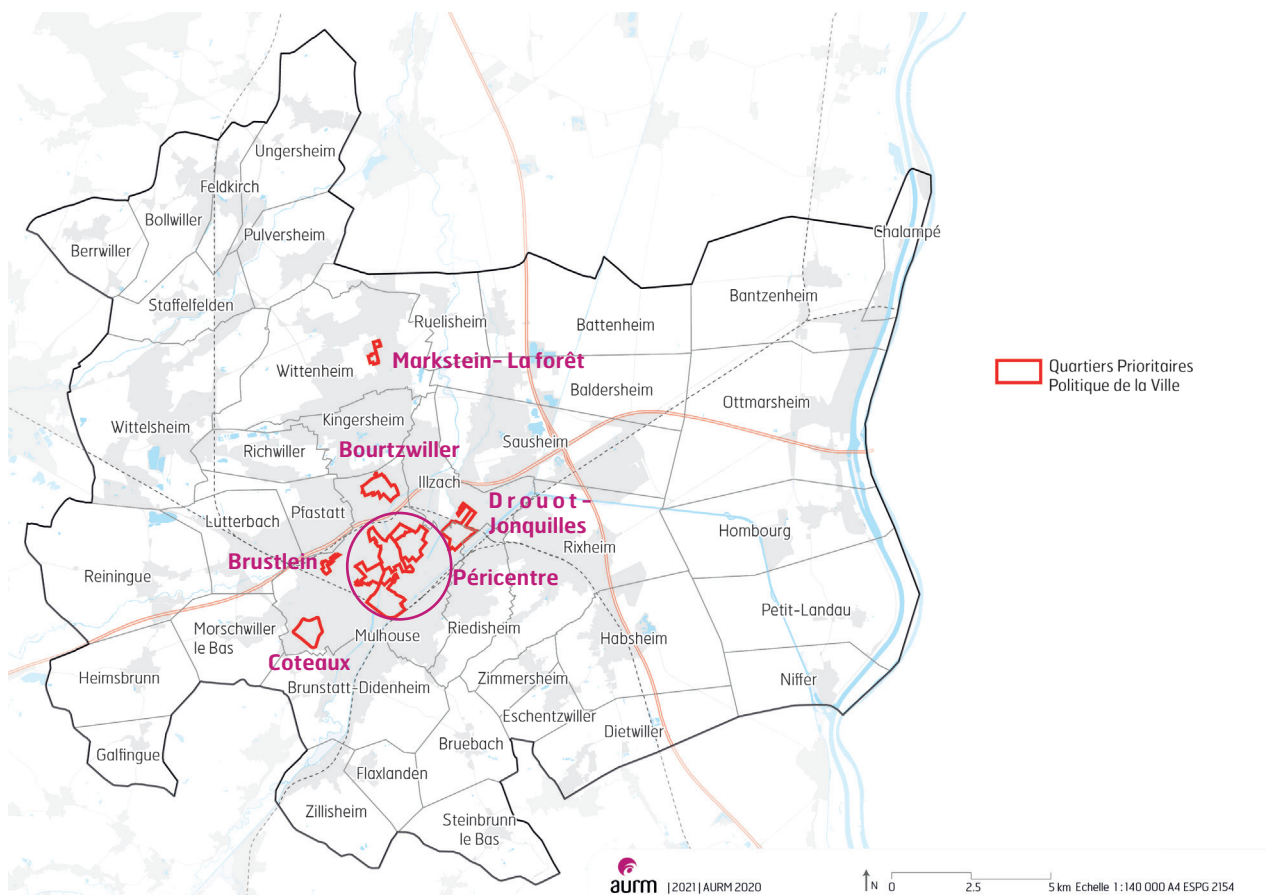 Ungersheim
Feldkirch
Bollwiller
Berrwiller
Pulversheim
Staffelfelden
Chalampé
Bantzenheim
Ruelisheim
Battenheim
Wittenheim
Markstein- La forêt
Baldersheim
Ottmarsheim
Quartiers Prioritaires
Politique de la Ville
Wittelsheim
Kingersheim
Richwiller
Bourtzwiller
Sausheim
Illzach
Drouot-
Jonquilles
Pfastatt
Lutterbach
Hombourg
Rixheim
Brustlein
Reiningue
Péricentre
Petit-Landau
Morschwiller
le Bas
Mulhouse
Riedisheim
Habsheim
Coteaux
Heimsbrunn
Brunstatt-Didenheim
Zimmersheim
Niffer
Eschentzwiller
Dietwiller
Galfingue
Bruebach
Flaxlanden
Zillisheim
Steinbrunn
le Bas
aurm | 2021 | AURM 2020
N 0 2.5 5 km Echelle 1 : 140 000 A4 ESPG 2154